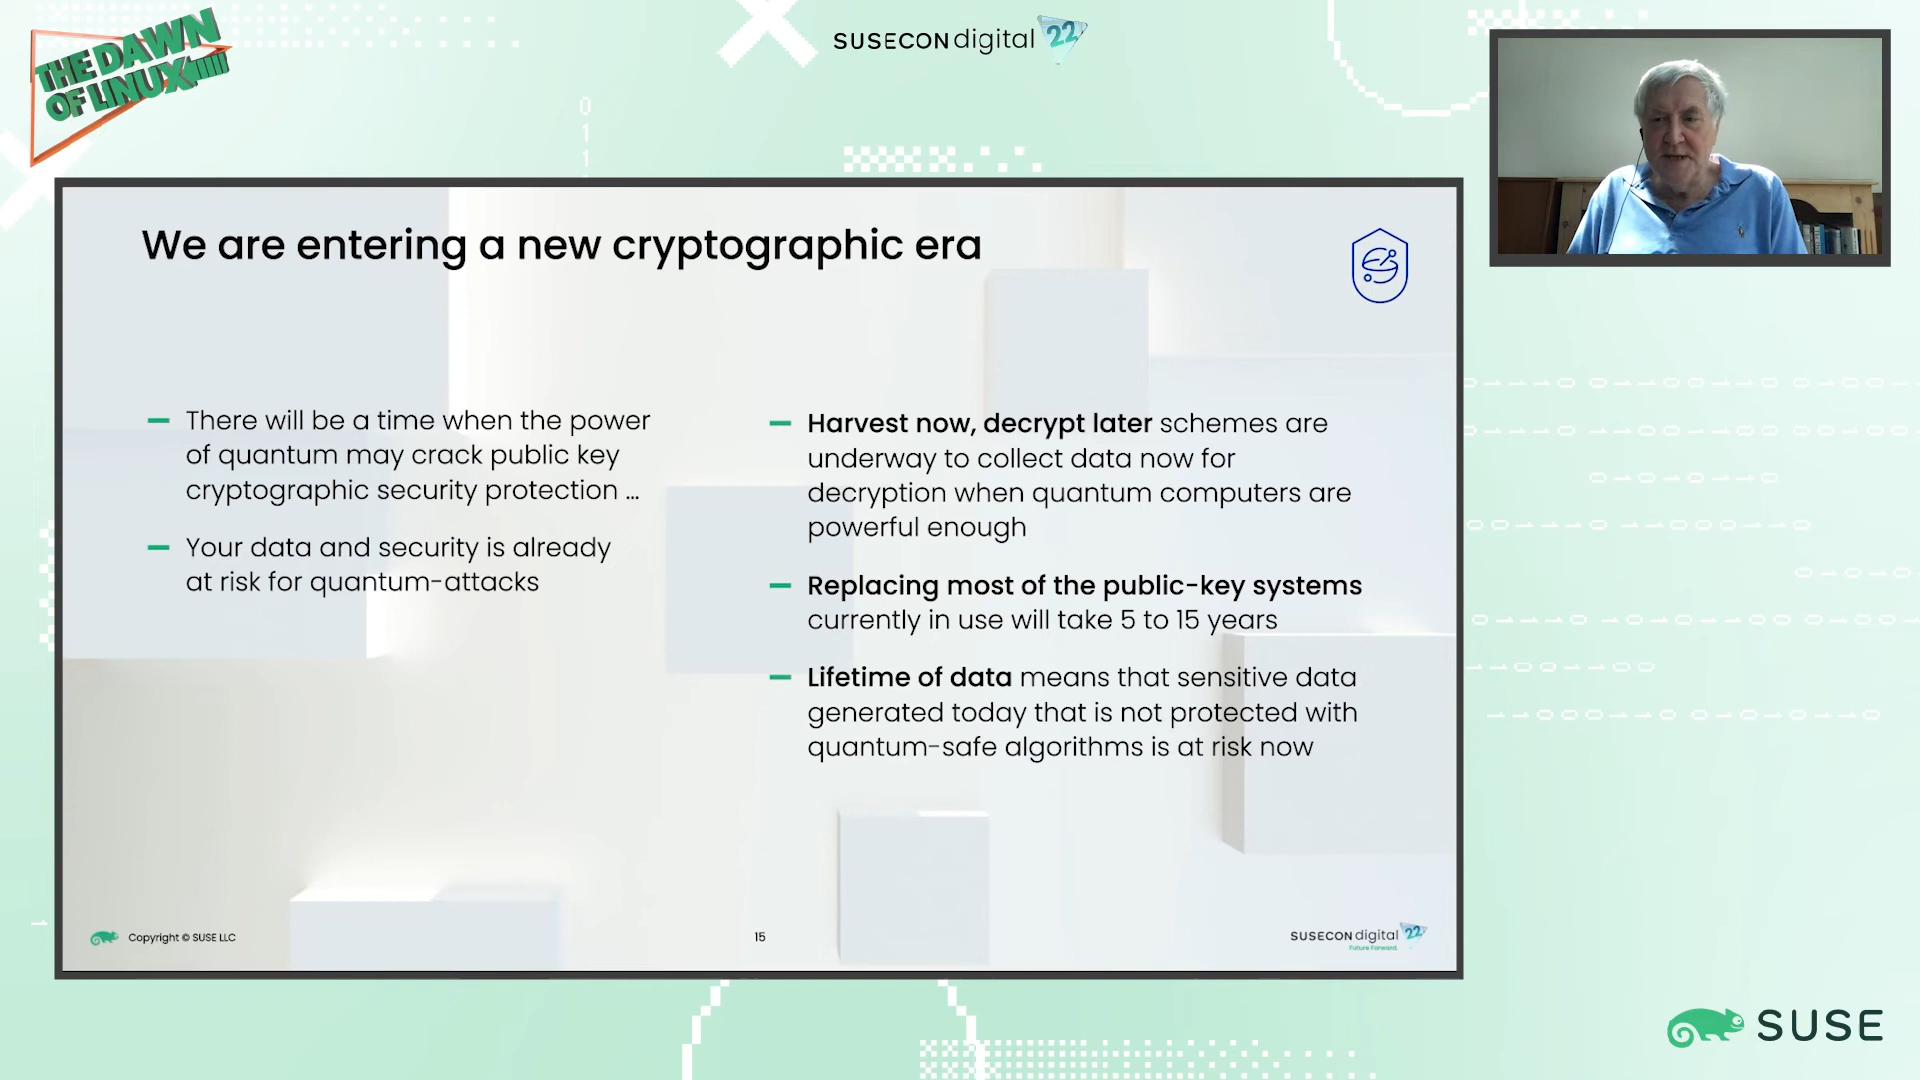 THE DAWN
OF LINUX
SUSECON digital 22
We are entering a new cryptographic era
There will be a time when the power
of quantum may crack public key
cryptographic security protection ...
Your data and security is already
at risk for quantum-attacks
Harvest now, decrypt later schemes are
underway to collect data now for
decryption when quantum computers are
powerful enough
Replacing most of the public-key systems
currently in use will take 5 to 15 years
Lifetime of data means that sensitive data
generated today that is not protected with
quantum-safe algorithms is at risk now
Copyright © SUSE LLC
15
SUSECON digital 22
Future Forward.
SUSE